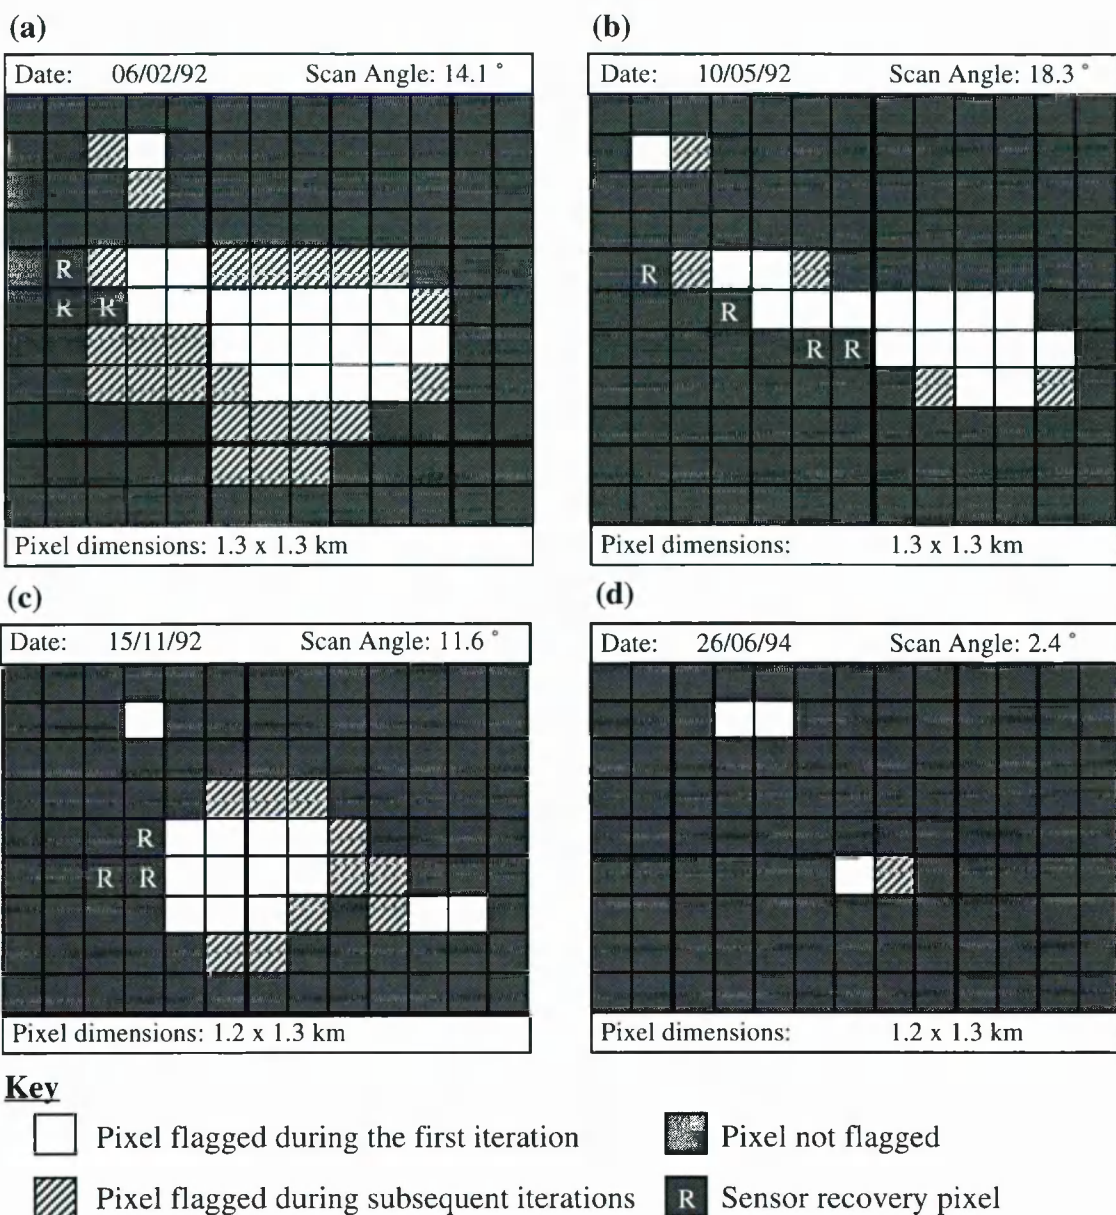 (a)
Date: 06/02/92 Scan Angle: 14.1 °
R
R R
Pixel dimensions: 1.3 x 1.3 km
(b)
Date: 10/05/92 Scan Angle: 18.3 °
R
R
R R
Pixel dimensions: 1.3 x 1.3 km
(c)
Date: 15/11/92 Scan Angle: 11.6 °
R
R R
Pixel dimensions: 1.2 x 1.3 km
(d)
Date: 26/06/94 Scan Angle: 2.4 °
Pixel dimensions: 1.2 x 1.3 km
Key
Pixel flagged during the first iteration
Pixel not flagged
Pixel flagged during subsequent iterations
R Sensor recovery pixel